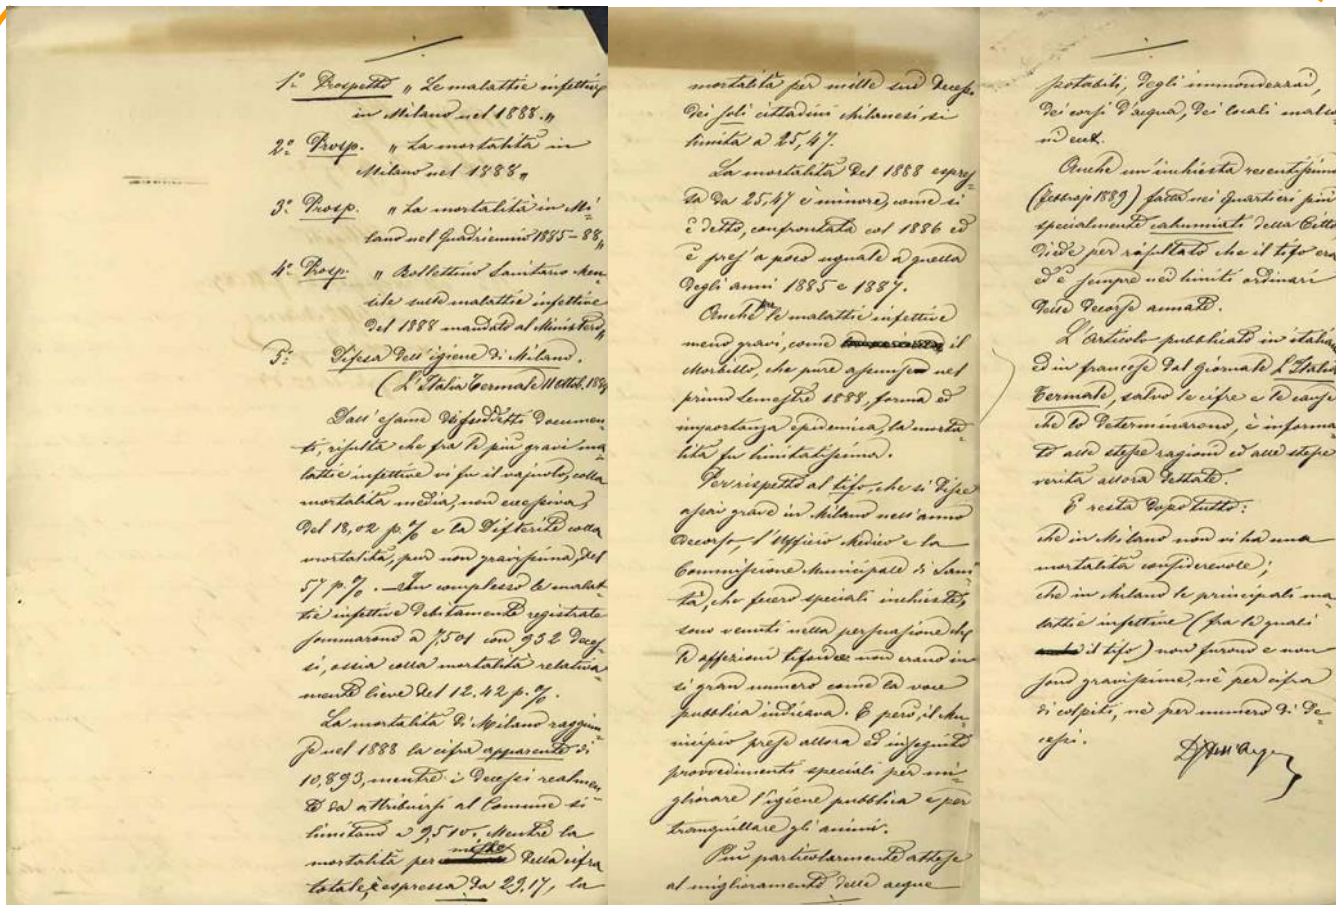 1° Prospetto „ Le malattie infettive
in Milano nel 1888. „
2° Prosp. „ La mortalità in
Milano nel 1888 „
3° Prosp. „ La mortalità in Mi-
lano nel Quadriennio 1885-88 „
4° Prosp. „ Bollettino Sanitario Men-
sile sulle malattie infettive
del 1888 mandato al Ministero „
5° Difesa dell'igiene di Milano.
(L'Italia Termale 11 Ottob. 1889
Dall'esame dei suddetti documen-
ti, risulta che fra le più gravi ma-
lattie infettive vi fu il vajuolo, colla
mortalità media, non eccessiva,
del 18,02 p. % e la Difterite colla
mortalità, pur non gravissima, del
57 p. %. — In complesso le malat-
tie infettive debitamente registrate
sommarono a 7,501 con 932 deces-
si, ossia colla mortalità relativa
mente lieve del 12.42 p. %.
La mortalità di Milano raggiun-
se nel 1888 la cifra apparente di
10,893, mentre i decessi realmen-
te da attribuirsi al Comune si
limitano a 9,510. Mentre la
mortalità per mille della cifra
totale, è espressa da 29,17, la
mortalità per mille sui decessi
dei soli cittadini Milanesi, si
limita a 25,47.
La mortalità del 1888 espres-
sa da 25,47 è minore, come si
è detto, confrontata col 1886 ed
è pres' a poco uguale a quella
degli anni 1885 e 1887.
Anche tra le malattie infettive
meno gravi, come il
Morbillo, che pure assunse nel
primo semestre 1888, forma ed
importanza epidemica, la morta-
lità fu limitatissima.
Per rispetto al tifo, che si disse
assai grave in Milano nell'anno
decorso, l'Ufficio Medico e la
Commissione Municipale di Sani-
tà, che fecero speciali inchieste,
sono venuti nella persuasione che
le affezioni tifoidee non erano in
sì gran numero come la voce
pubblica indicava. E però, il Mu-
nicipio prese allora ed in seguito
provvedimenti speciali per mi-
gliorare l'igiene pubblica e per
tranquillare gli animi.
Più particolarmente attese
al miglioramento delle acque
potabili, degli immondezzai,
dei corsi d'acqua, dei locali malsa-
ni ecc.
Anche un'inchiesta recentissima
(febbrajo 1889) fatta nei quartieri più
specialmente calunniati della Città
diede per risultato che il tifo era
ed è sempre nei limiti ordinarî
delle decorse annate.
L'articolo pubblicato in italiano
ed in francese dal giornale L'Italia
Termale, salvo le cifre e le cause
che lo determinarono, è informa
to alle stesse ragioni ed alle stesse
verità allora dettate.
E resta dopo tutto:
che in Milano non vi ha una
mortalità considerevole;
che in Milano le principali ma
lattie infettive (fra le quali
il tifo) non furono e non
sono gravissime, nè per cifra
di colpiti, nè per numero di de-
cessi.